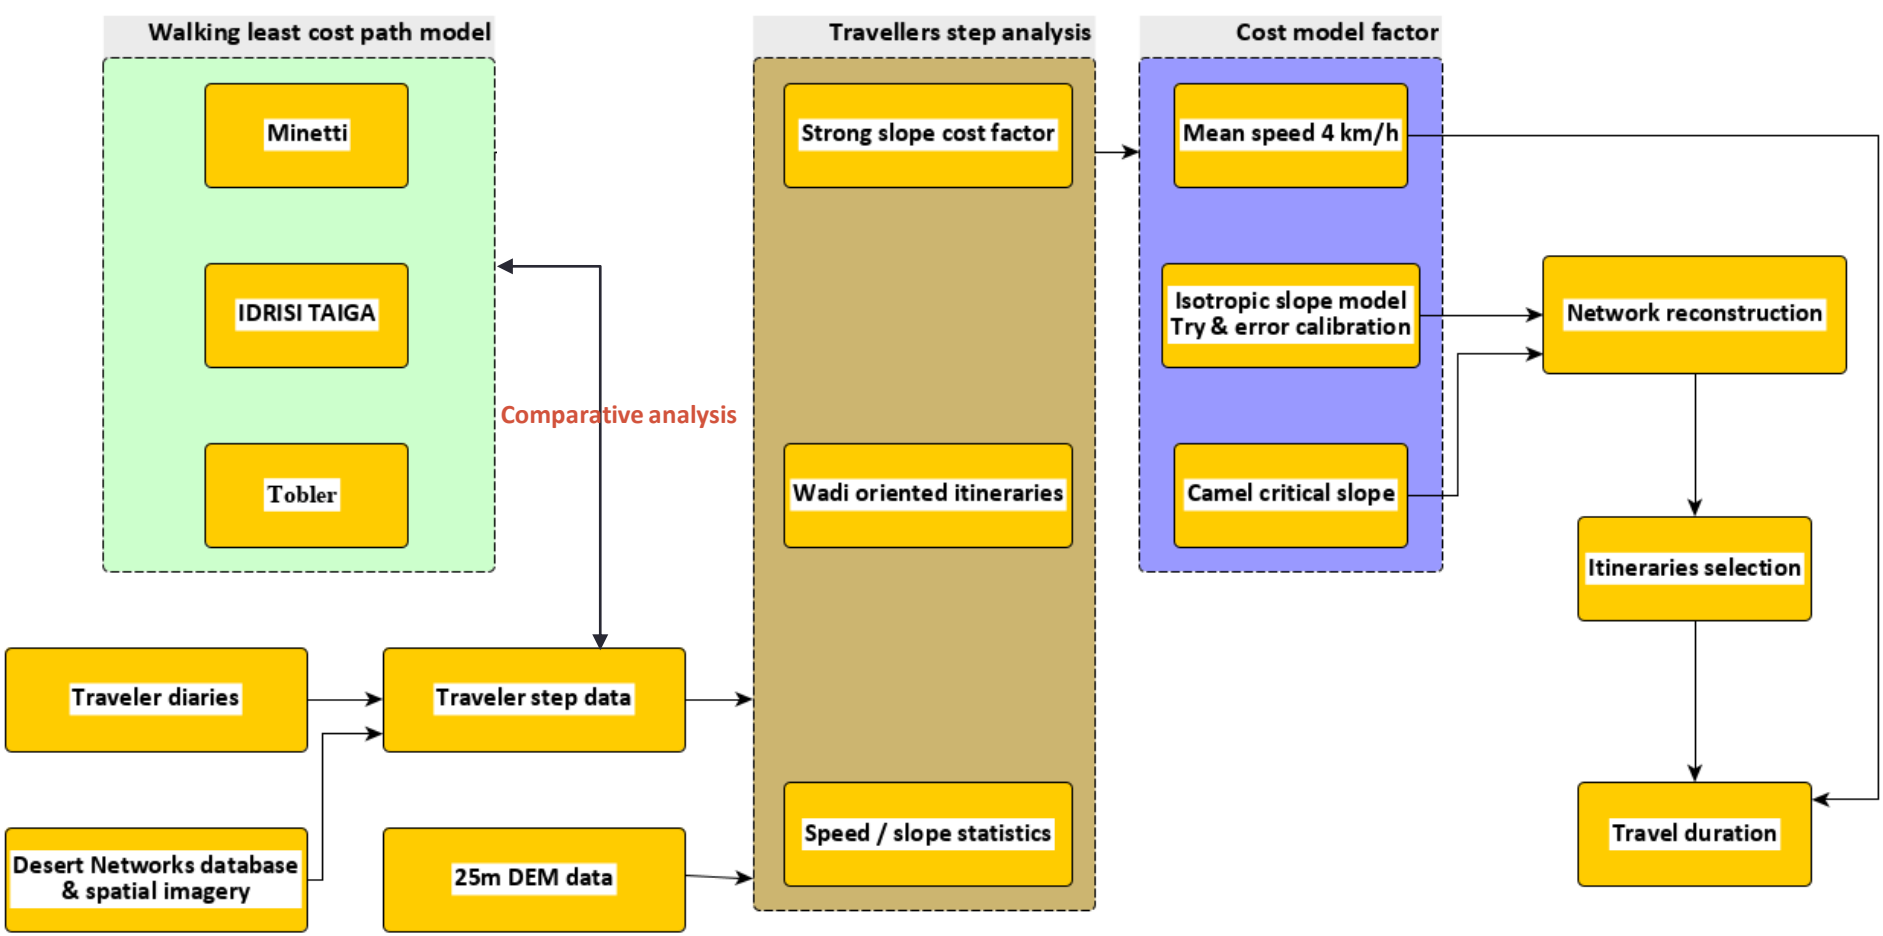 Walking least cost path model
Travellers step analysis
Cost model factor
Minetti
Strong slope cost factor
Mean speed 4 km/h
IDRISI TAIGA
Isotropic slope model
Try & error calibration
Network reconstruction
Comparative analysis
Tobler
Wadi oriented itineraries
Camel critical slope
Itineraries selection
Traveler diaries
Traveler step data
Speed / slope statistics
Travel duration
Desert Networks database
& spatial imagery
25m DEM data